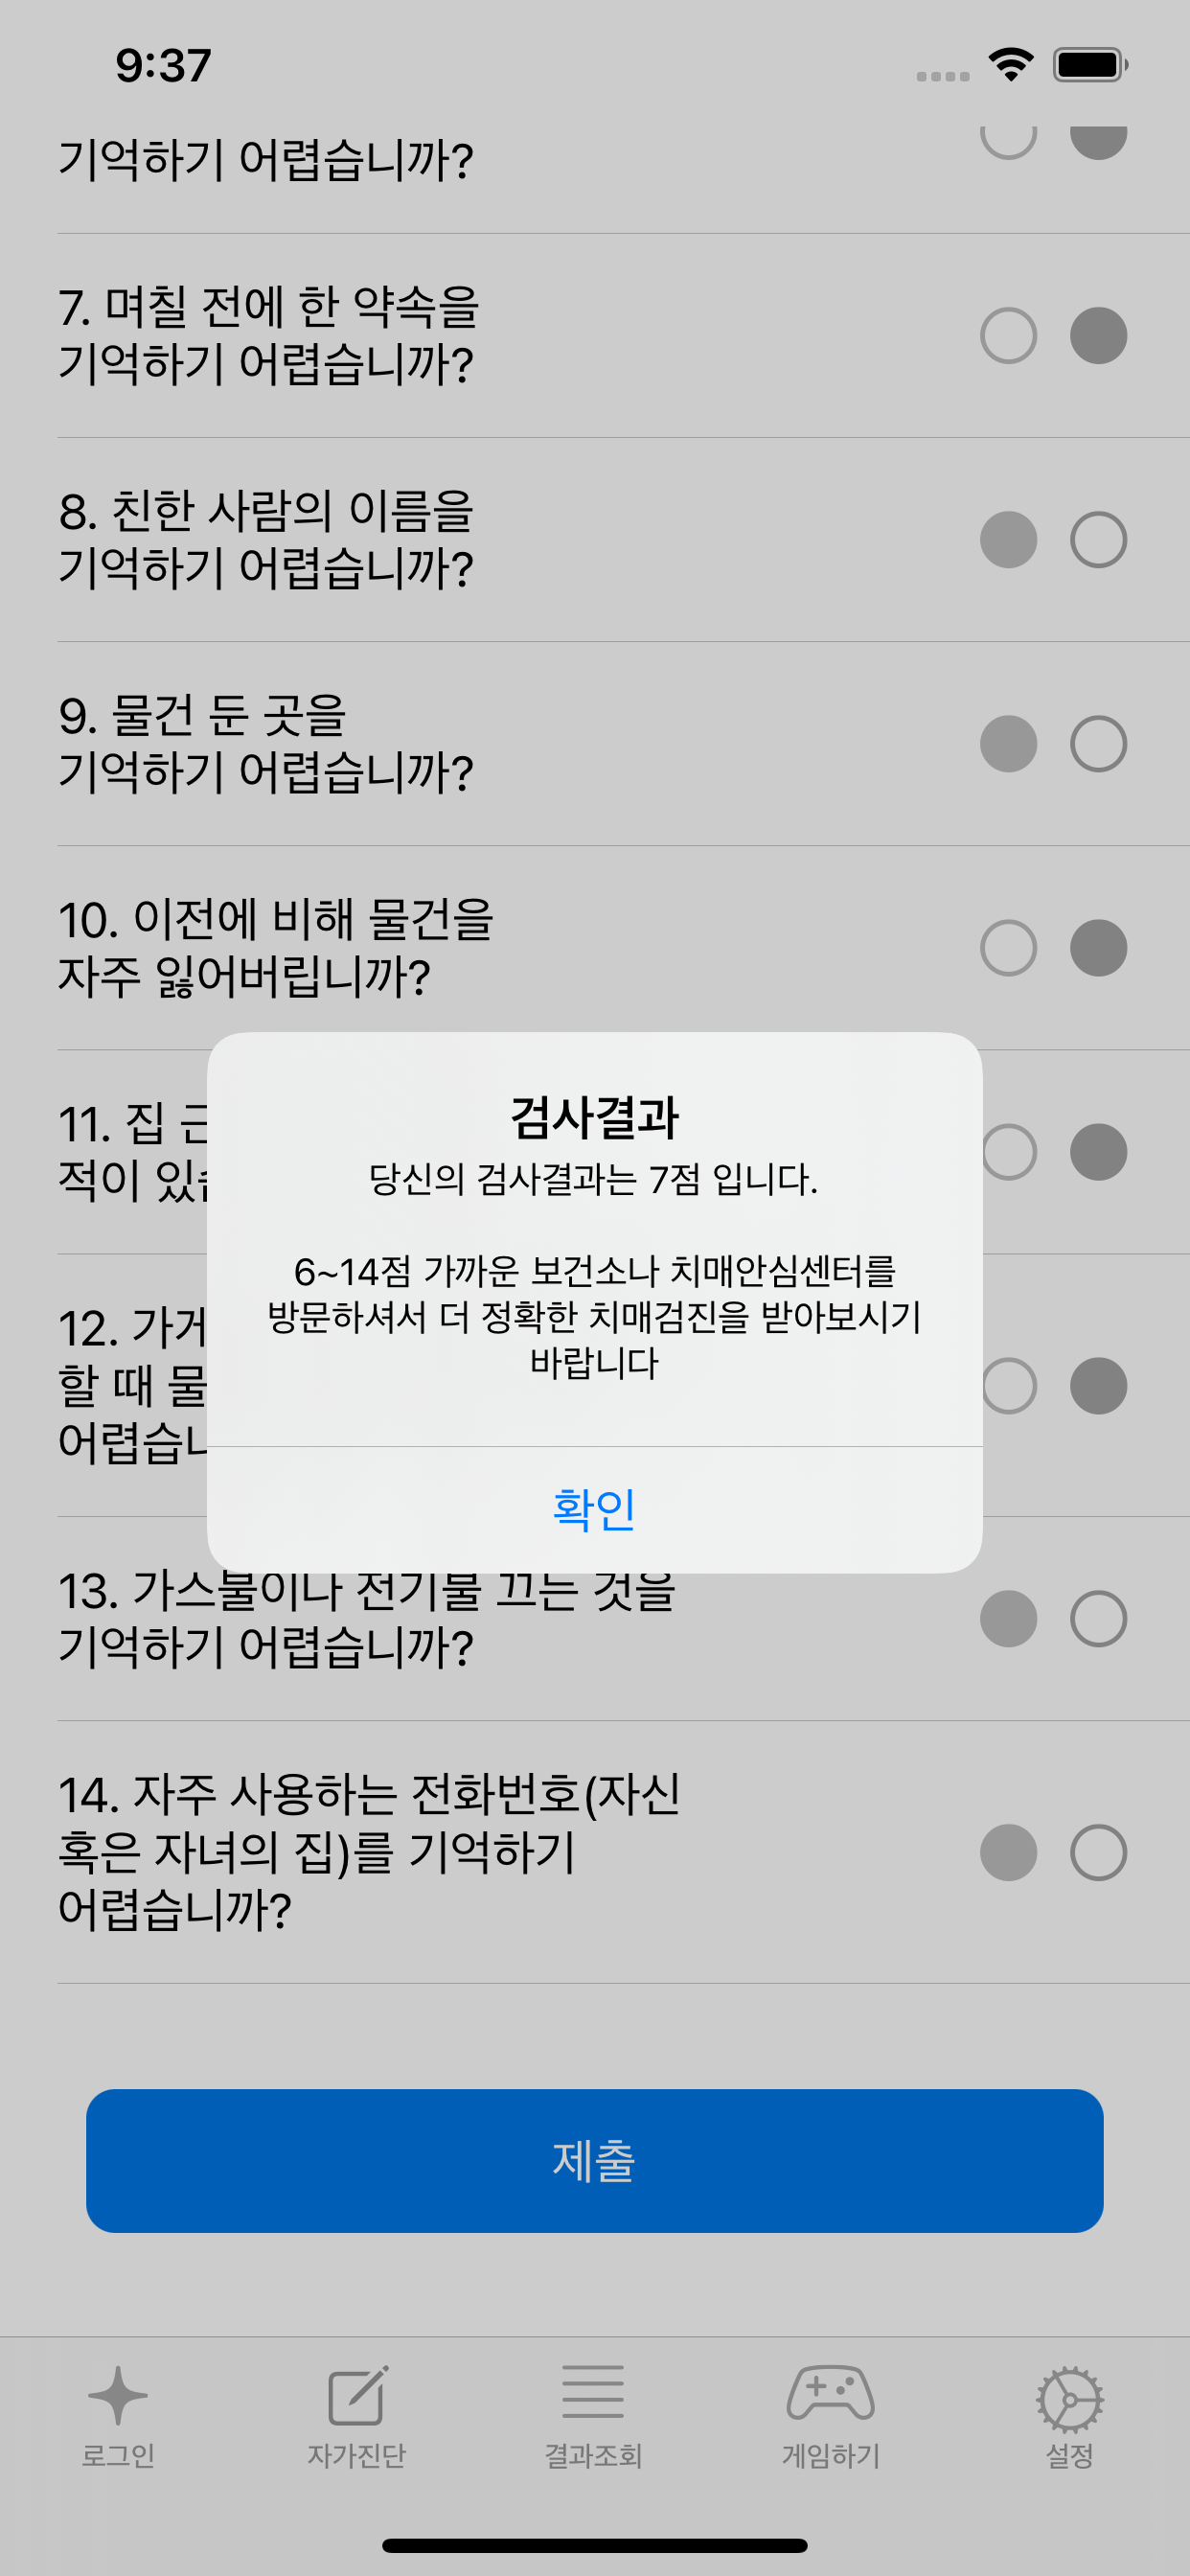 9:37
기억하기 어렵습니까?
7. 며칠 전에 한 약속을
기억하기 어렵습니까?
8. 친한 사람의 이름을
기억하기 어렵습니까?
9. 물건 둔 곳을
기억하기 어렵습니까?
10. 이전에 비해 물건을
자주 잃어버립니까?
11. 집
적이
12. 가게
할 때
검사결과
당신의 검사결과는 7점 입니다.
6~14점 가까운 보건소나 치매안심센터를
방문하셔서 더 정확한 치매검진을 받아보시기
바랍니다
확인
13. 가스불이나 전기불 끄는 것을
기억하기 어렵습니까?
14. 자주 사용하는 전화번호(자신
혹은 자녀의 집)를 기억하기
어렵습니까?
제출
로그인
자가진단
결과조회
게임하기
설정